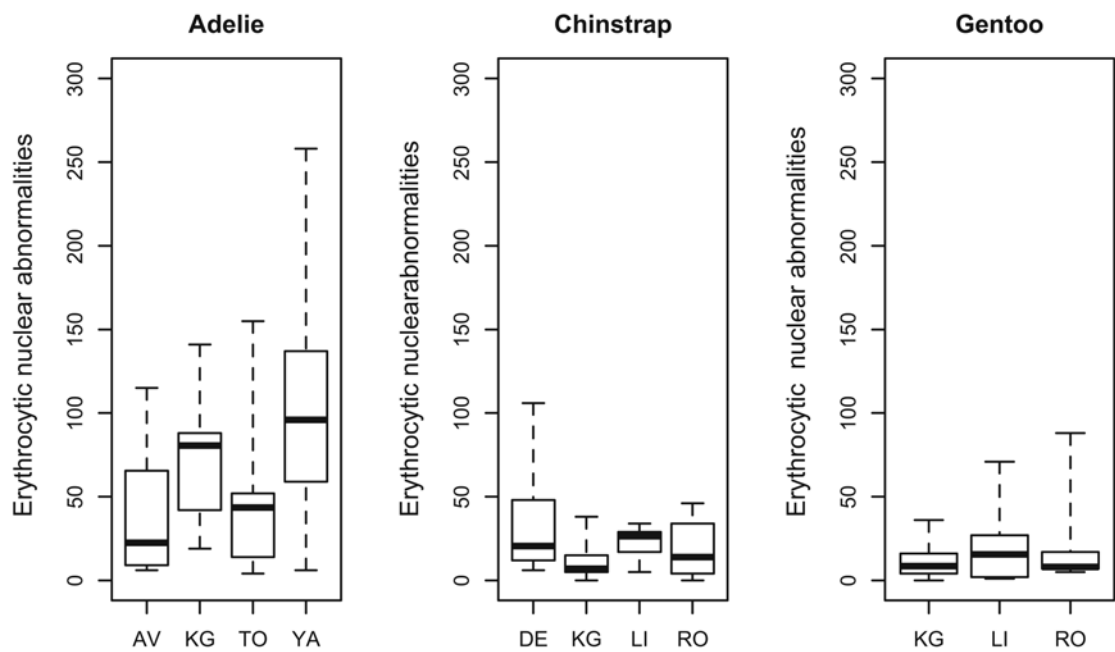 Adelie
Erythrocytic nuclear abnormalities
300
250
200
150
100
50
0
AV KG TO YA
Chinstrap
Erythrocytic nuclearabnormalities
300
250
200
150
100
50
0
DE KG LI RO
Gentoo
Erythrocytic nuclear abnormalities
300
250
200
150
100
50
0
KG LI RO